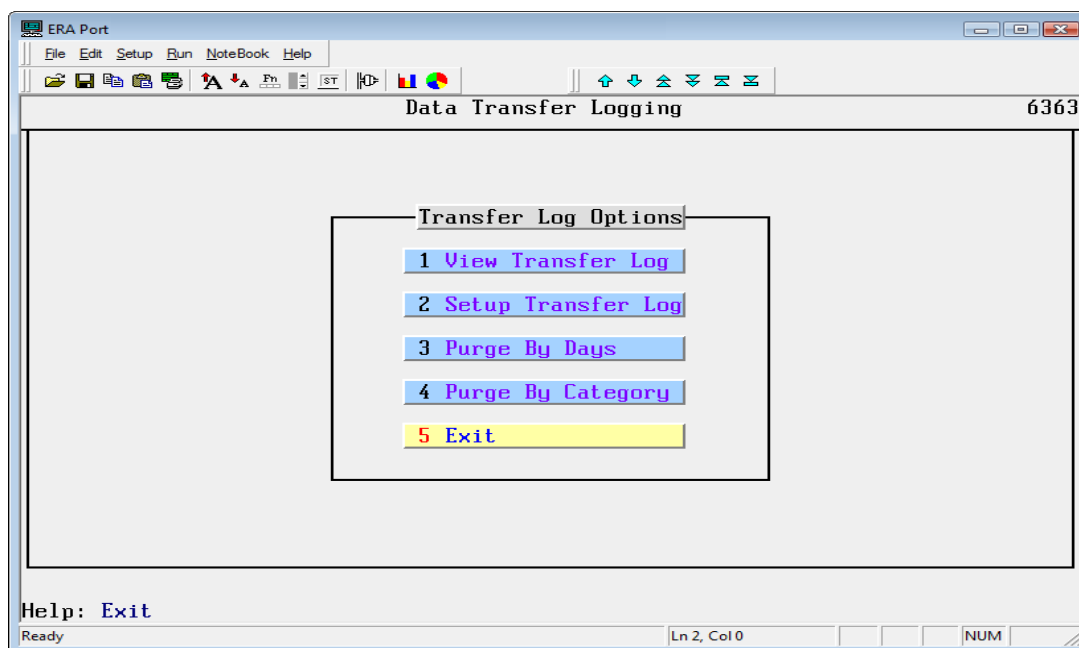 ERA Port
File Edit Setup Run NoteBook Help
A A Fn ST
Data Transfer Logging 6363
Transfer Log Options
1 View Transfer Log
2 Setup Transfer Log
3 Purge By Days
4 Purge By Category
5 Exit
Help: Exit
Ready Ln 2, Col 0 NUM